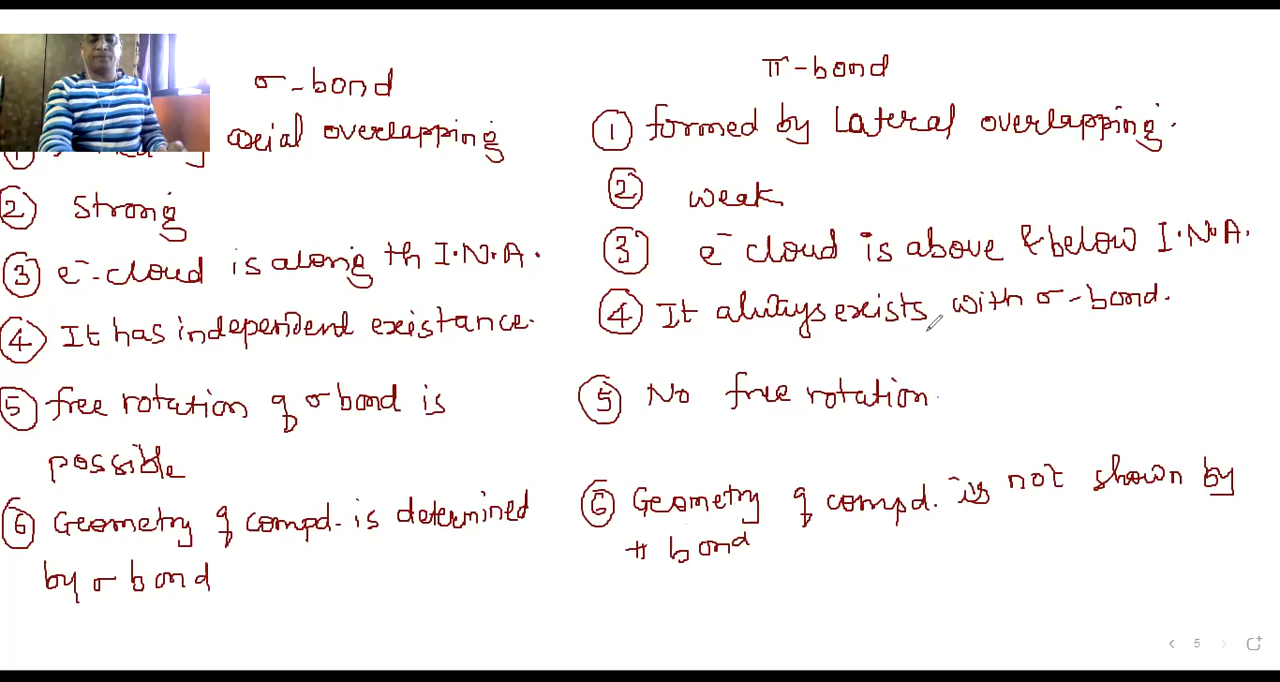 σ-bond
axial overlapping
② Strong
③ e⁻-cloud is along th I.N.A.
④ It has independent existance.
⑤ free rotation of σ bond is
possible
⑥ Geometry of compd. is determined
by σ bond
π-bond
① formed by Lateral overlapping.
② weak
③ e⁻ cloud is above & below I.N.A.
④ It always exists, with σ-bond.
⑤ No free rotation.
⑥ Geometry of compd. is not shown by
π bond
5